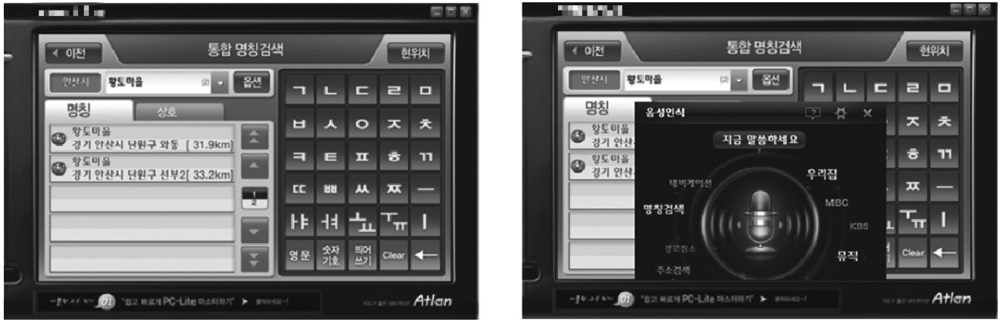 이전
통합 명칭검색
현위치
안산시
황토마을
(2)
옵션
명칭
상호
황토마을
경기 안산시 단원구 와동 [ 31.9km]
황토마을
경기 안산시 단원구 선부2[ 33.2km]
1
2
ㄱ ㄴ ㄷ ㄹ ㅁ
ㅂ ㅅ ㅇ ㅈ ㅊ
ㅋ ㅌ ㅍ ㅎ ㄲ
ㄸ ㅃ ㅆ ㅉ ㅡ
ㅏㅑ ㅓㅕ ㅗㅛ ㅜㅠ ㅣ
영문 숫자 기호 띄어 쓰기 Clear ←
01 "쉽고 빠르게 PC-Lite 마스터하기" ➤
Atlan
이전
통합 명칭검색
현위치
안산시
황토마을
(2)
옵션
명칭
황토마을
경기 안산
황토마을
경기 안산
ㄱ ㄴ ㄷ ㄹ ㅁ
ㅈ ㅊ
ㅎ ㄲ
ㅉ ㅡ
ㅜㅠ ㅣ
Clear ←
음성인식
?
지금 말씀하세요
우리집
네비게이션
MBC
명칭검색
KBS
경로취소
뮤직
주소검색
01 "쉽고 빠르게 PC-Lite 마스터하기" ➤
Atlan